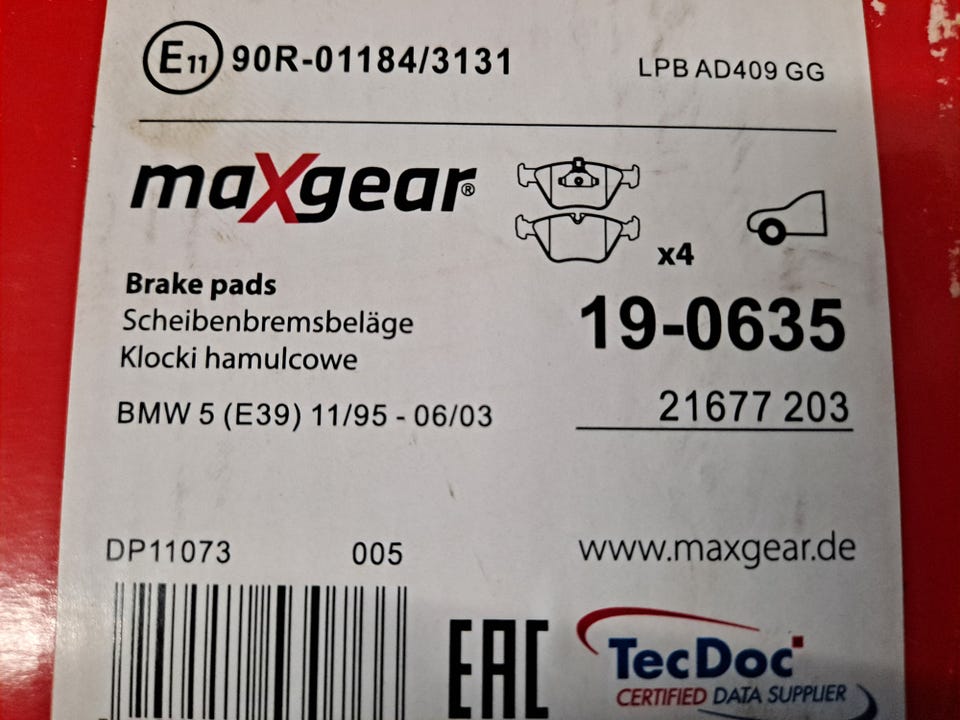 E11 90R-01184/3131 LPB AD409 GG
maXgear®
x4
Brake pads
Scheibenbremsbeläge
Klocki hamulcowe
19-0635
BMW 5 (E39) 11/95 - 06/03
21677 203
DP11073 005
www.maxgear.de
EAC
TecDoc
CERTIFIED DATA SUPPLIER